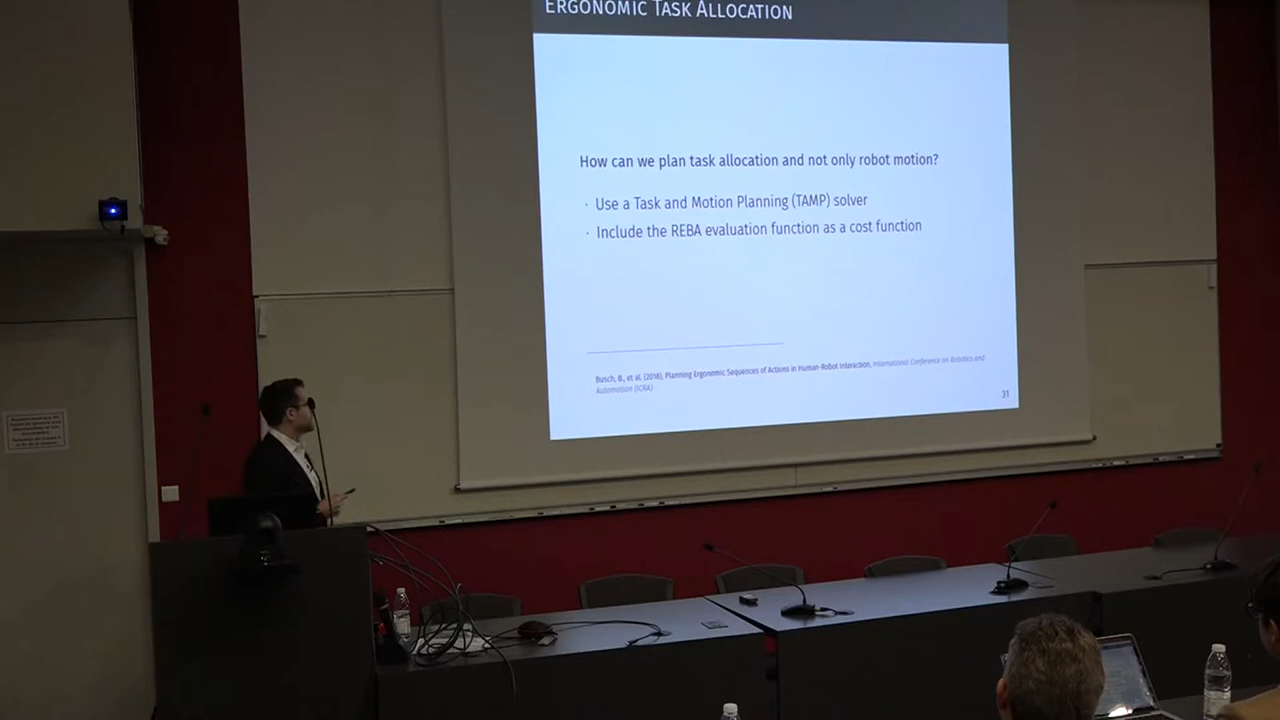 ERGONOMIC TASK ALLOCATION
How can we plan task allocation and not only robot motion?
· Use a Task and Motion Planning (TAMP) solver
· Include the REBA evaluation function as a cost function
Busch, B., et al. (2018), Planning Ergonomic Sequences of Actions in Human-Robot Interaction, International Conference on Robotics and
Automation (ICRA)
31